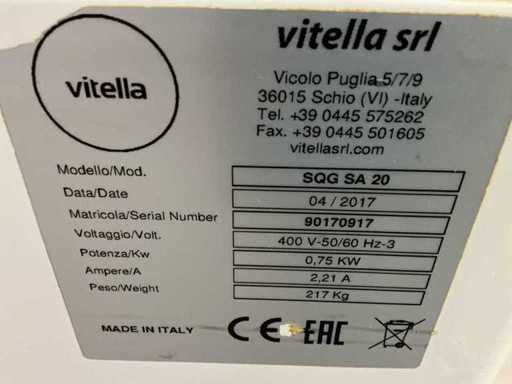 vitella
vitella srl
Vicolo Puglia 5/7/9
36015 Schio (VI) -Italy
Tel. +39 0445 575262
Fax. +39 0445 501605
vitellasrl.com
Modello/Mod. SQG SA 20
Data/Date 04 / 2017
Matricola/Serial Number 90170917
Voltaggio/Volt. 400 V-50/60 Hz-3
Potenza/Kw 0,75 KW
Ampere/A 2,21 A
Peso/Weight 217 Kg
MADE IN ITALY CE EAC